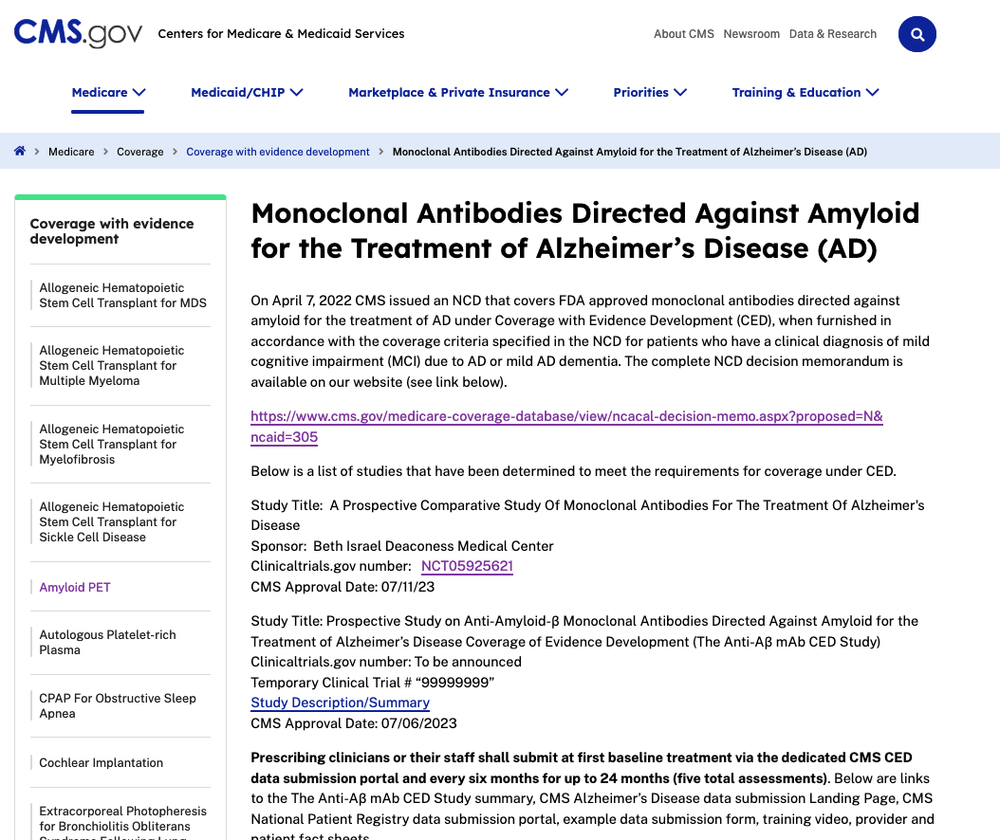 CMS.gov Centers for Medicare & Medicaid Services
About CMS Newsroom Data & Research
Medicare Medicaid/CHIP Marketplace & Private Insurance Priorities Training & Education
Medicare Coverage Coverage with evidence development Monoclonal Antibodies Directed Against Amyloid for the Treatment of Alzheimer's Disease (AD)
Coverage with evidence
development
Allogeneic Hematopoietic
Stem Cell Transplant for MDS
Allogeneic Hematopoietic
Stem Cell Transplant for
Multiple Myeloma
Allogeneic Hematopoietic
Stem Cell Transplant for
Myelofibrosis
Allogeneic Hematopoietic
Stem Cell Transplant for
Sickle Cell Disease
Amyloid PET
Autologous Platelet-rich
Plasma
CPAP For Obstructive Sleep
Apnea
Cochlear Implantation
Extracorporeal Photopheresis
for Bronchiolitis Obliterans
Syndrome Following Lung
Monoclonal Antibodies Directed Against Amyloid
for the Treatment of Alzheimer’s Disease (AD)
On April 7, 2022 CMS issued an NCD that covers FDA approved monoclonal antibodies directed against
amyloid for the treatment of AD under Coverage with Evidence Development (CED), when furnished in
accordance with the coverage criteria specified in the NCD for patients who have a clinical diagnosis of mild
cognitive impairment (MCI) due to AD or mild AD dementia. The complete NCD decision memorandum is
available on our website (see link below).
https://www.cms.gov/medicare-coverage-database/view/ncacal-decision-memo.aspx?proposed=N&
ncaid=305
Below is a list of studies that have been determined to meet the requirements for coverage under CED.
Study Title: A Prospective Comparative Study Of Monoclonal Antibodies For The Treatment Of Alzheimer's
Disease
Sponsor: Beth Israel Deaconess Medical Center
Clinicaltrials.gov number: NCT05925621
CMS Approval Date: 07/11/23
Study Title: Prospective Study on Anti-Amyloid-β Monoclonal Antibodies Directed Against Amyloid for the
Treatment of Alzheimer’s Disease Coverage of Evidence Development (The Anti-Aβ mAb CED Study)
Clinicaltrials.gov number: To be announced
Temporary Clinical Trial # “99999999”
Study Description/Summary
CMS Approval Date: 07/06/2023
Prescribing clinicians or their staff shall submit at first baseline treatment via the dedicated CMS CED
data submission portal and every six months for up to 24 months (five total assessments). Below are links
to the The Anti-Aβ mAb CED Study summary, CMS Alzheimer’s Disease data submission Landing Page, CMS
National Patient Registry data submission portal, example data submission form, training video, provider and
patient fact sheets.